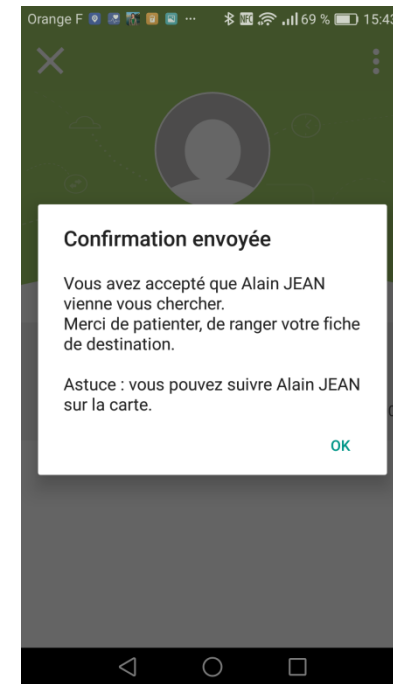 Orange F ... NFC 69 % 15:43
Confirmation envoyée
Vous avez accepté que Alain JEAN
vienne vous chercher.
Merci de patienter, de ranger votre fiche
de destination.
Astuce : vous pouvez suivre Alain JEAN
sur la carte.
OK